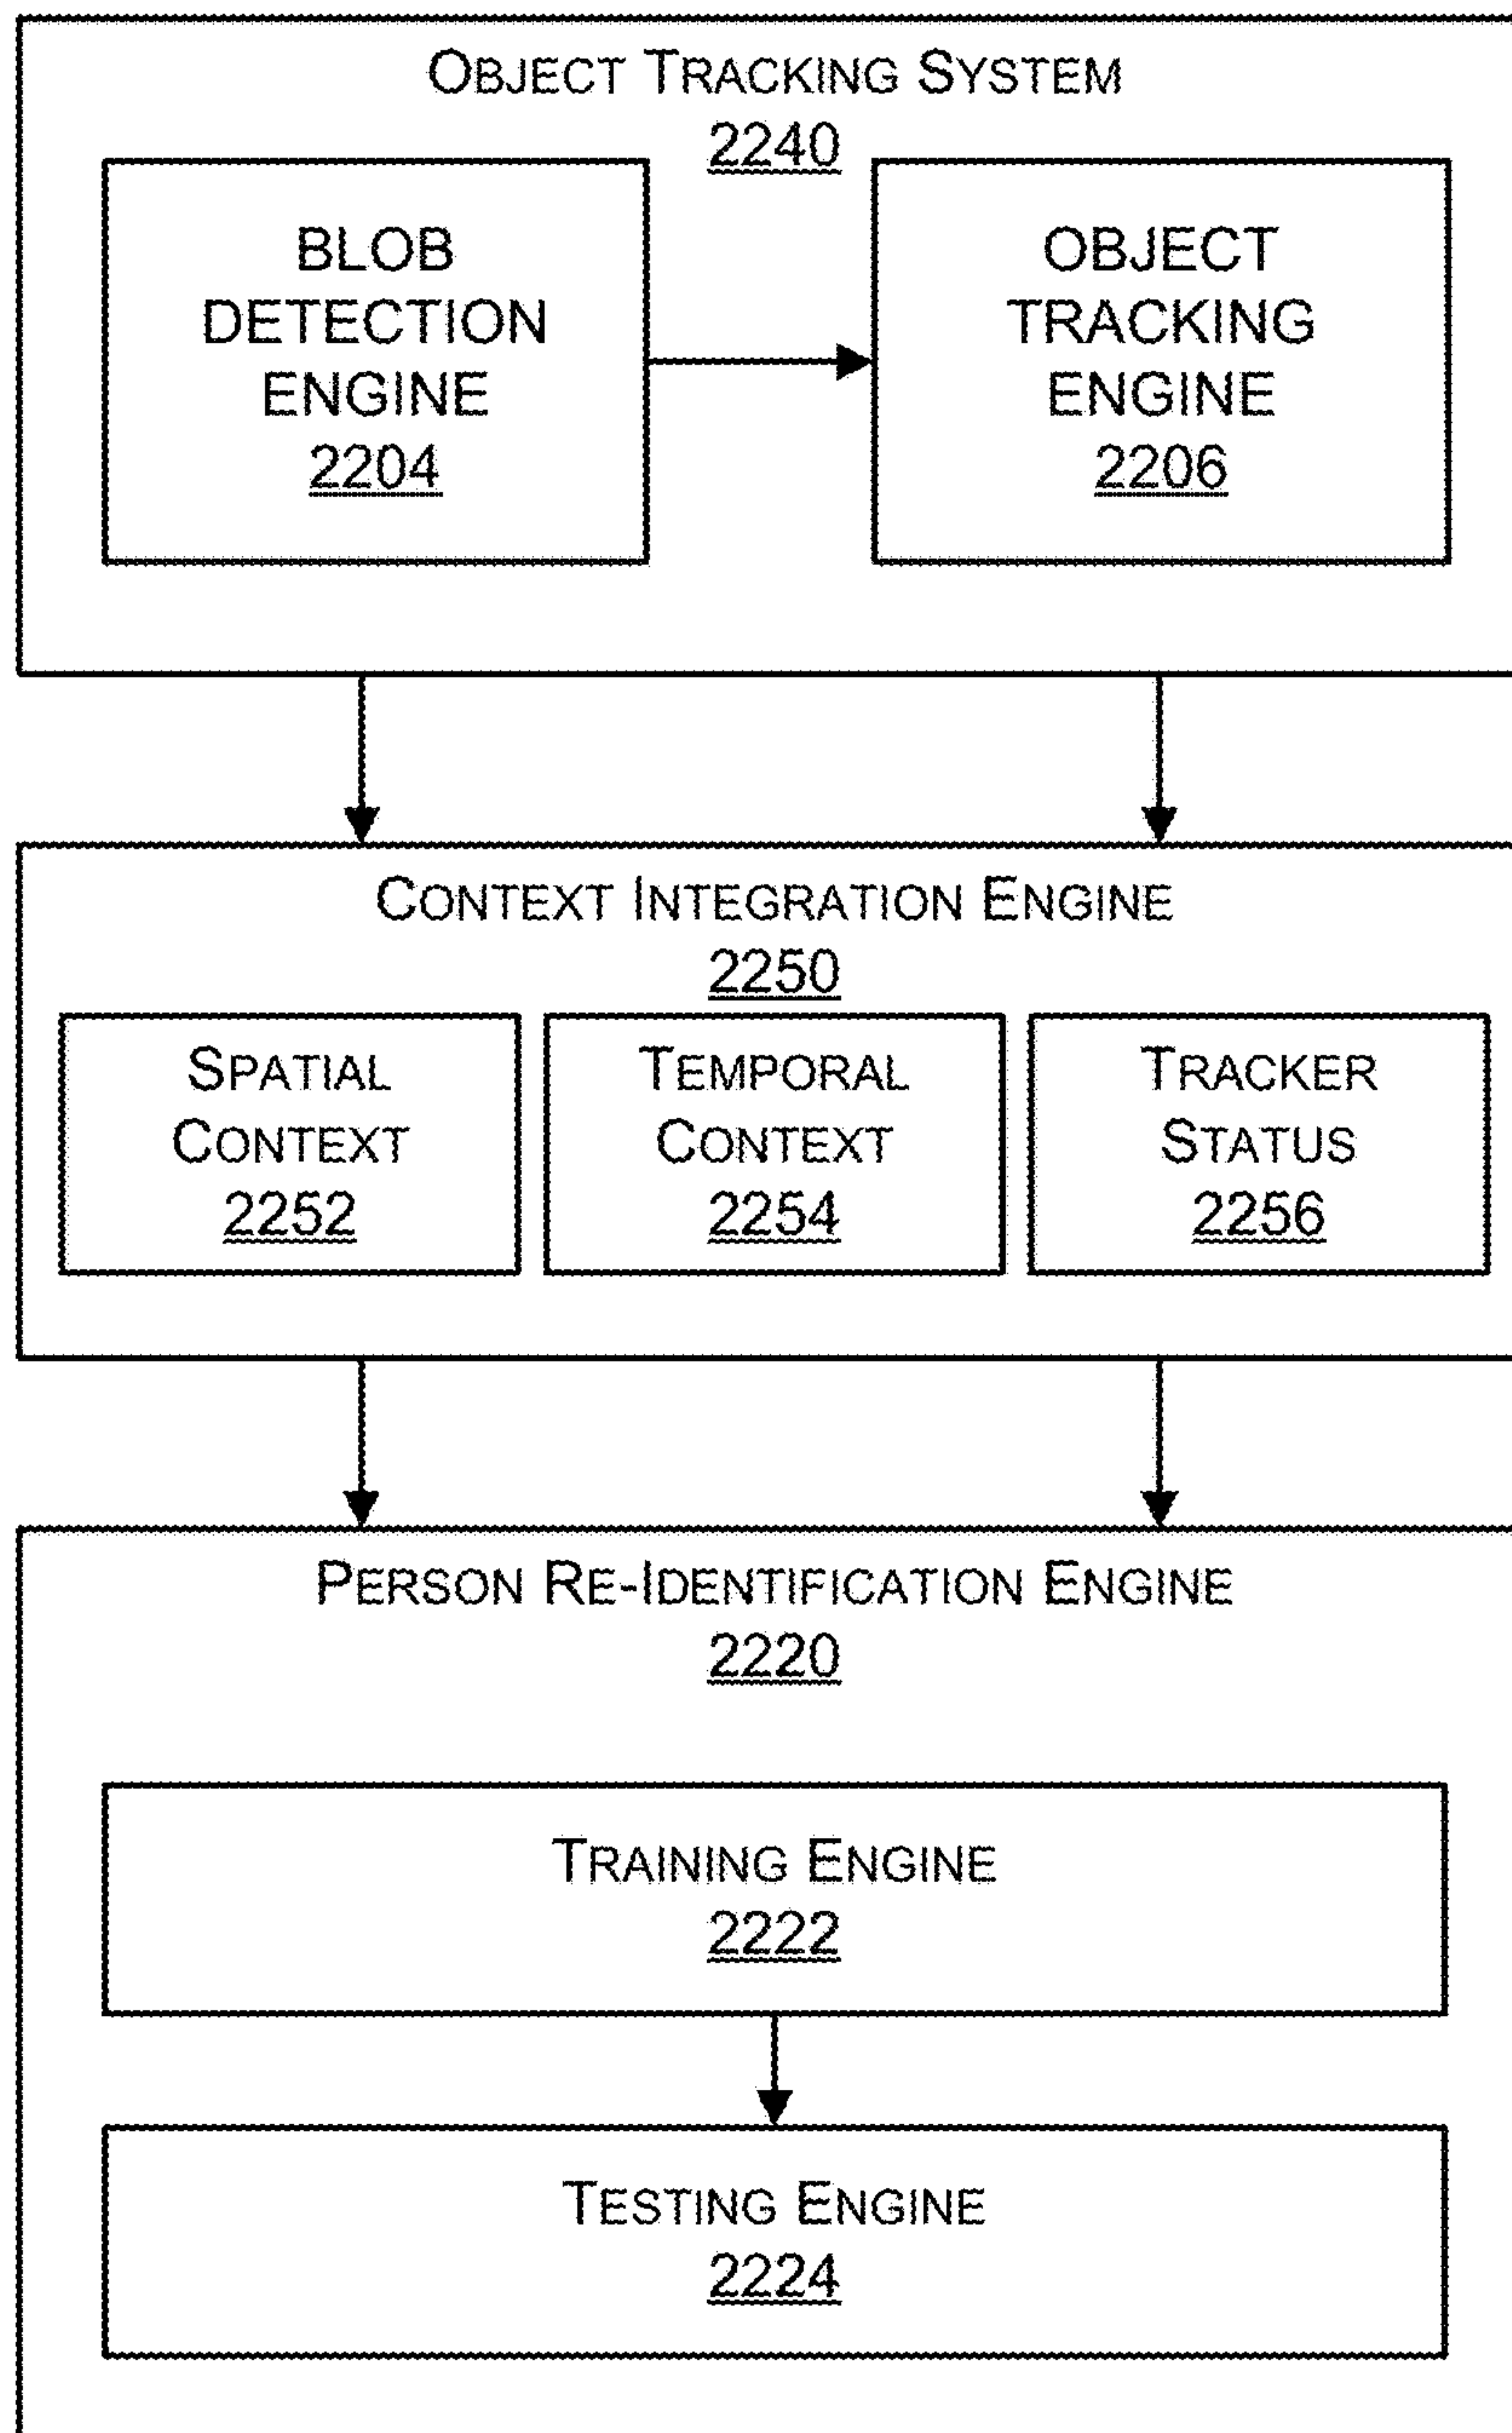 OBJECT TRACKING SYSTEM
2240
BLOB
DETECTION
ENGINE
2204
OBJECT
TRACKING
ENGINE
2206
CONTEXT INTEGRATION ENGINE
2250
SPATIAL
CONTEXT
2252
TEMPORAL
CONTEXT
2254
TRACKER
STATUS
2256
PERSON RE-IDENTIFICATION ENGINE
2220
TRAINING ENGINE
2222
TESTING ENGINE
2224